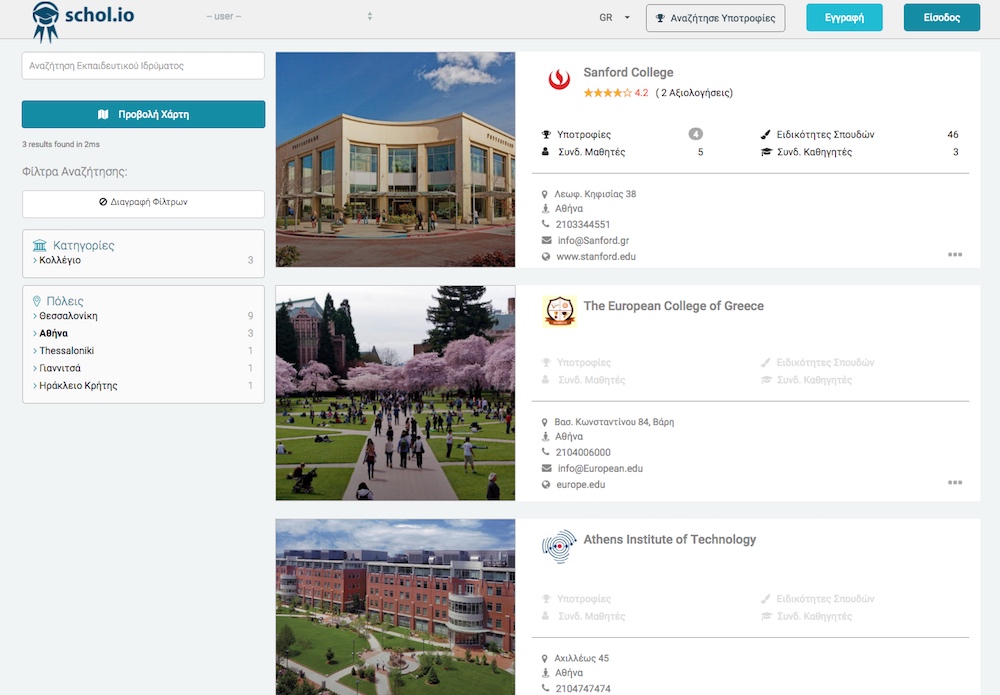 schol.io
– user –
GR
Αναζήτησε Υποτροφίες
Εγγραφή
Είσοδος
Αναζήτηση Εκπαιδευτικού Ιδρύματος
Προβολή Χάρτη
3 results found in 2ms
Φίλτρα Αναζήτησης:
Διαγραφή Φίλτρων
Κατηγορίες
Κολλέγιο 3
Πόλεις
Θεσσαλονίκη 9
Αθήνα 3
Thessaloniki 1
Γιαννιτσά 1
Ηράκλειο Κρήτης 1
Sanford College
4.2 ( 2 Αξιολογήσεις)
Υποτροφίες 4 Ειδικότητες Σπουδών 46
Συνδ. Μαθητές 5 Συνδ. Καθηγητές 3
Λεωφ. Κηφισίας 38
Αθήνα
2103344551
info@Sanford.gr
www.stanford.edu
The European College of Greece
Υποτροφίες Ειδικότητες Σπουδών
Συνδ. Μαθητές Συνδ. Καθηγητές
Βασ. Κωνσταντίνου 84, Βάρη
Αθήνα
2104006000
info@European.edu
europe.edu
Athens Institute of Technology
Υποτροφίες Ειδικότητες Σπουδών
Συνδ. Μαθητές Συνδ. Καθηγητές
Αχιλλέως 45
Αθήνα
2104747474